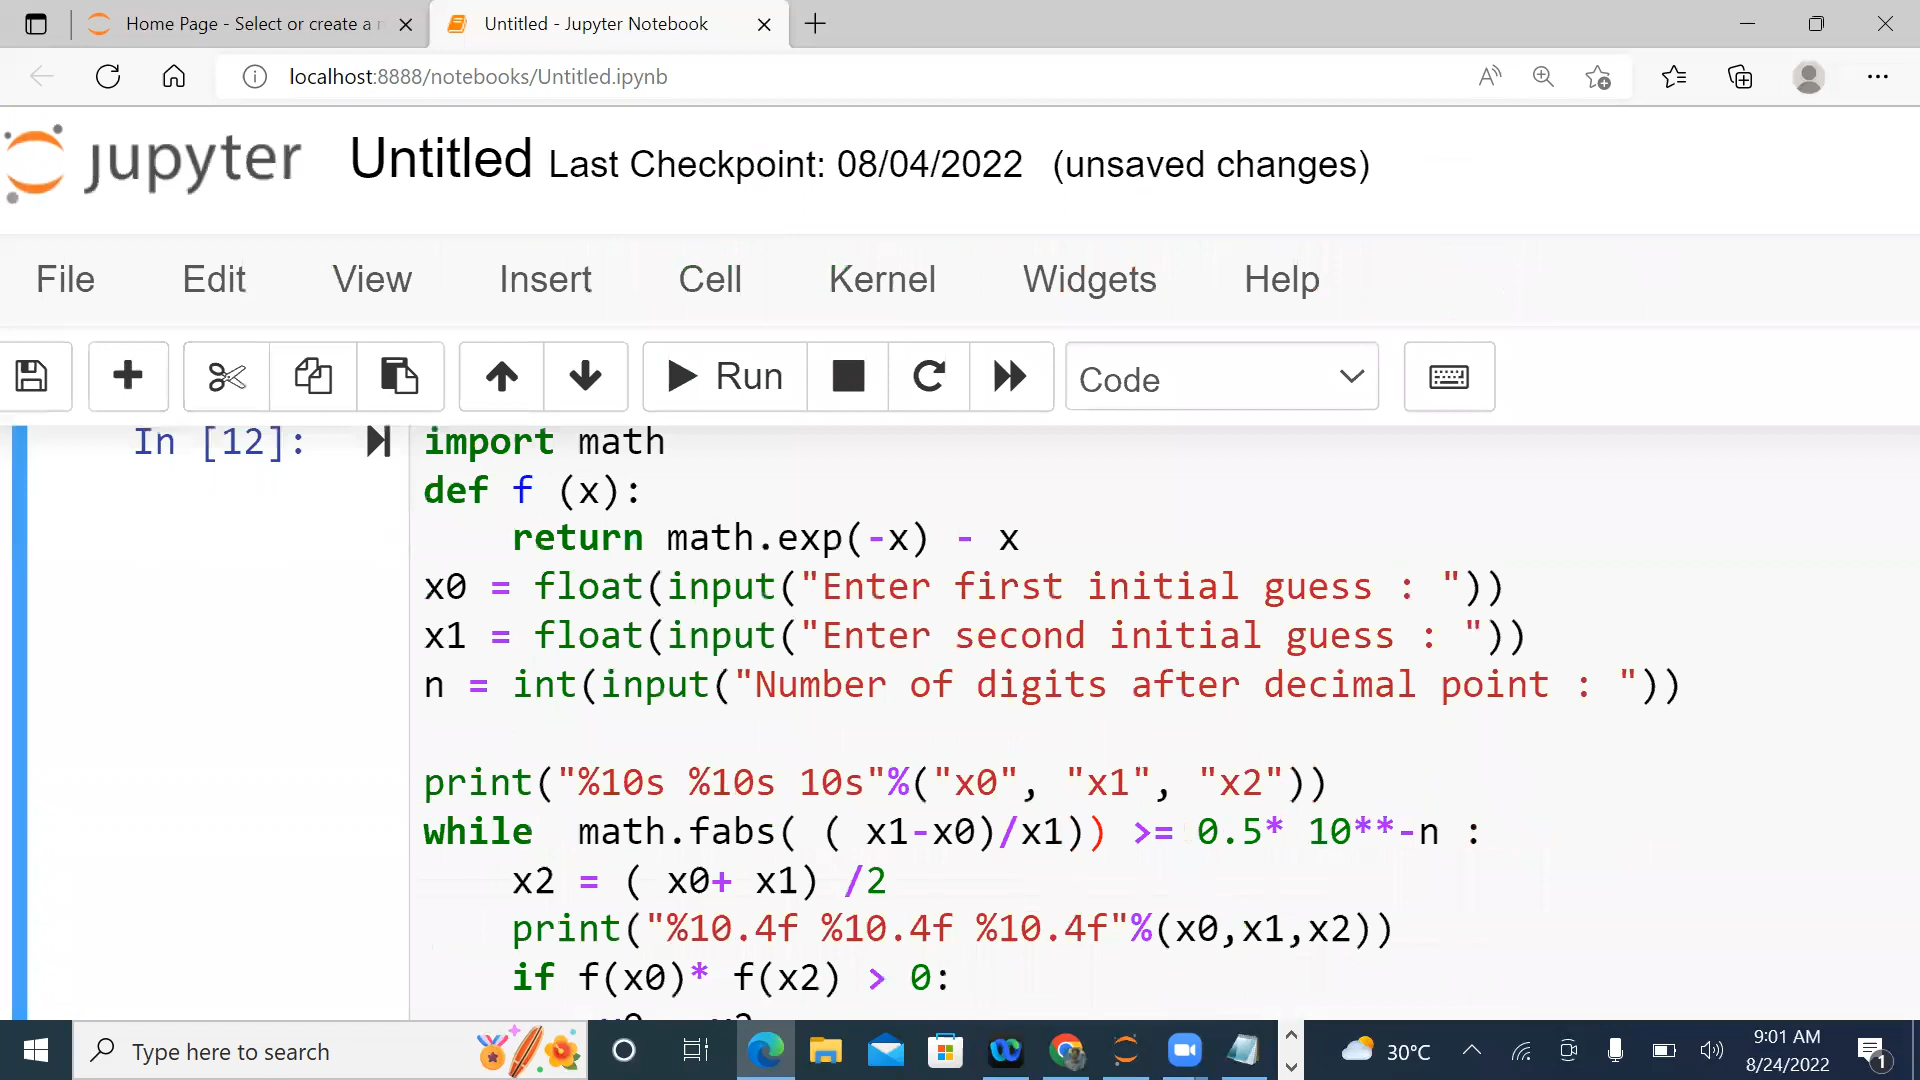 Home Page - Select or create a n
Untitled - Jupyter Notebook
localhost:8888/notebooks/Untitled.ipynb
jupyter Untitled Last Checkpoint: 08/04/2022 (unsaved changes)
File Edit View Insert Cell Kernel Widgets Help
Run Code
In [12]: import math
def f (x):
    return math.exp(-x) - x
x0 = float(input("Enter first initial guess : "))
x1 = float(input("Enter second initial guess : "))
n = int(input("Number of digits after decimal point : "))
print("%10s %10s 10s"%("x0", "x1", "x2"))
while  math.fabs( ( x1-x0)/x1)) >= 0.5* 10**-n :
    x2 = ( x0+ x1) /2
    print("%10.4f %10.4f %10.4f"%(x0,x1,x2))
    if f(x0)* f(x2) > 0:
Type here to search
30°C
9:01 AM
8/24/2022
1